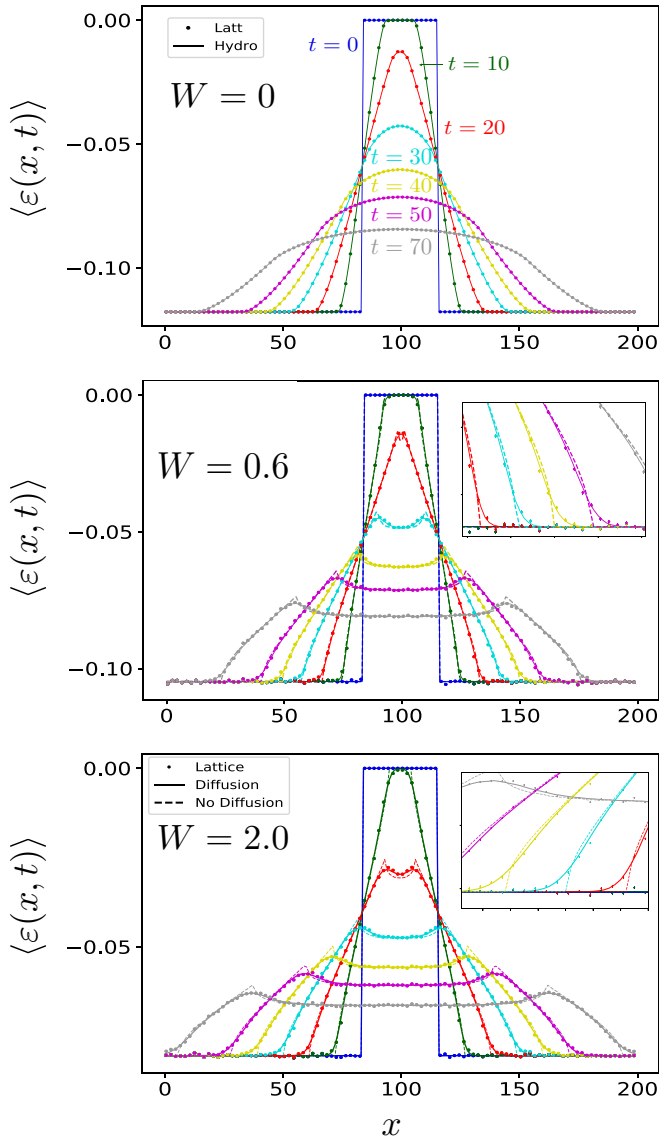 0.00
−0.05
−0.10
⟨ε(x, t)⟩
Latt
Hydro
W = 0
t = 0
t = 10
t = 20
t = 30
t = 40
t = 50
t = 70
0 50 100 150 200
0.00
−0.05
−0.10
⟨ε(x, t)⟩
W = 0.6
0 50 100 150 200
0.00
−0.05
⟨ε(x, t)⟩
Lattice
Diffusion
No Diffusion
W = 2.0
0 50 100 150 200
x